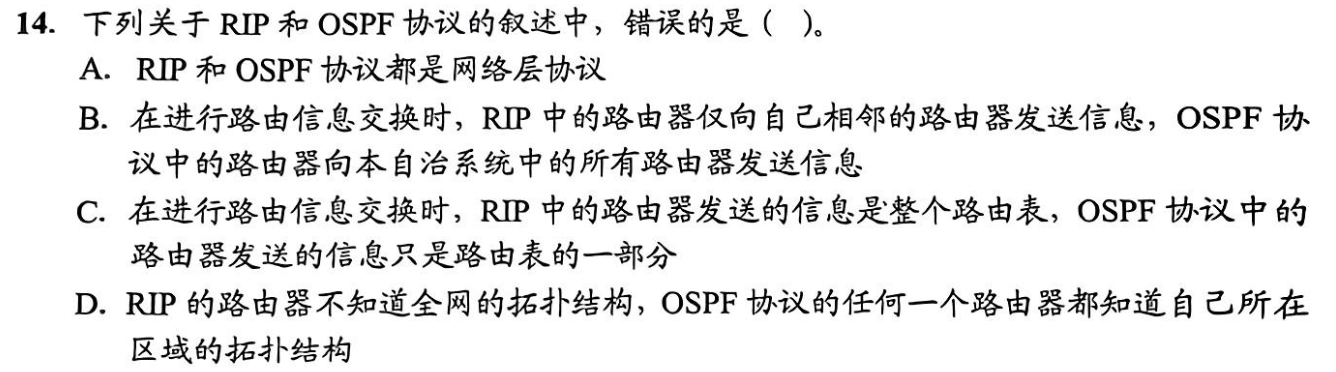 14. 下列关于 RIP 和 OSPF 协议的叙述中，错误的是（ ）。
A. RIP 和 OSPF 协议都是网络层协议
B. 在进行路由信息交换时，RIP 中的路由器仅向自己相邻的路由器发送信息，OSPF 协
议中的路由器向本自治系统中的所有路由器发送信息
C. 在进行路由信息交换时，RIP 中的路由器发送的信息是整个路由表，OSPF 协议中的
路由器发送的信息只是路由表的一部分
D. RIP 的路由器不知道全网的拓扑结构，OSPF 协议的任何一个路由器都知道自己所在
区域的拓扑结构